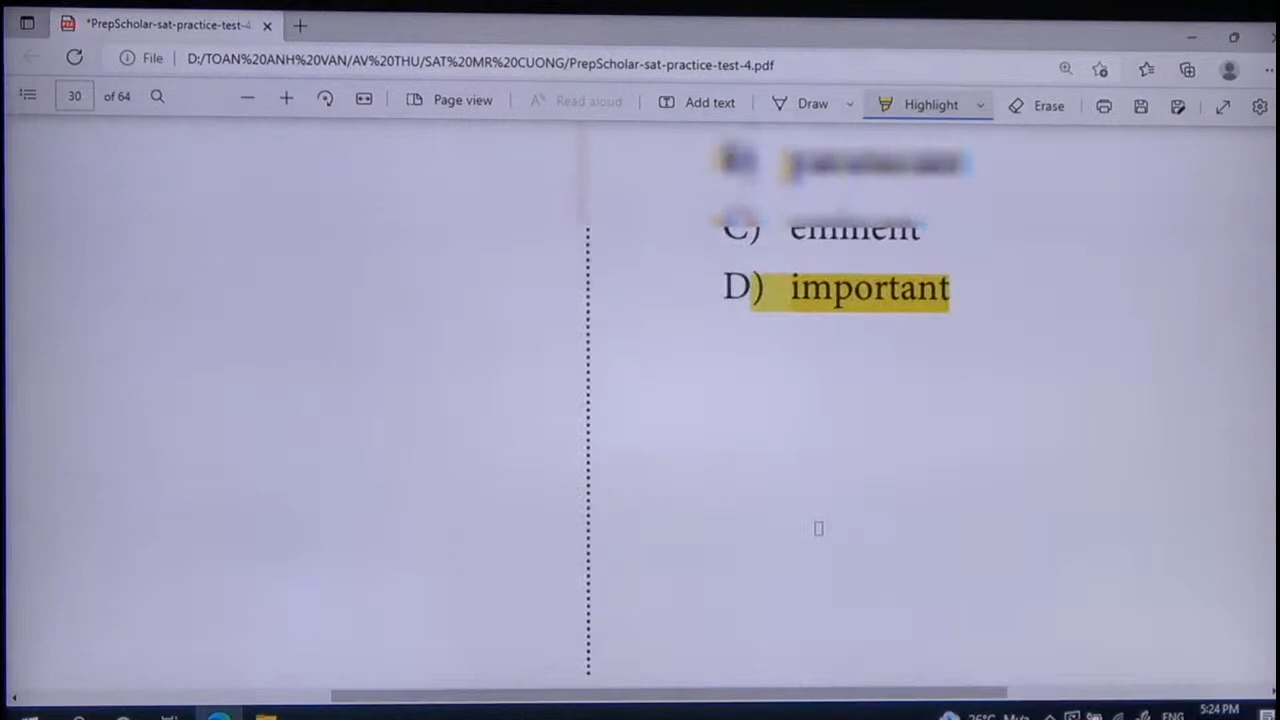 *PrepScholar-sat-practice-test-4
File
D:/TOAN%20ANH%20VAN/AV%20THU/SAT%20MR%20CUONG/PrepScholar-sat-practice-test-4.pdf
30 of 64
Page view
Read aloud
Add text
Draw
Highlight
Erase
C) eminent
D) important
26°C
ENG
5:24 PM